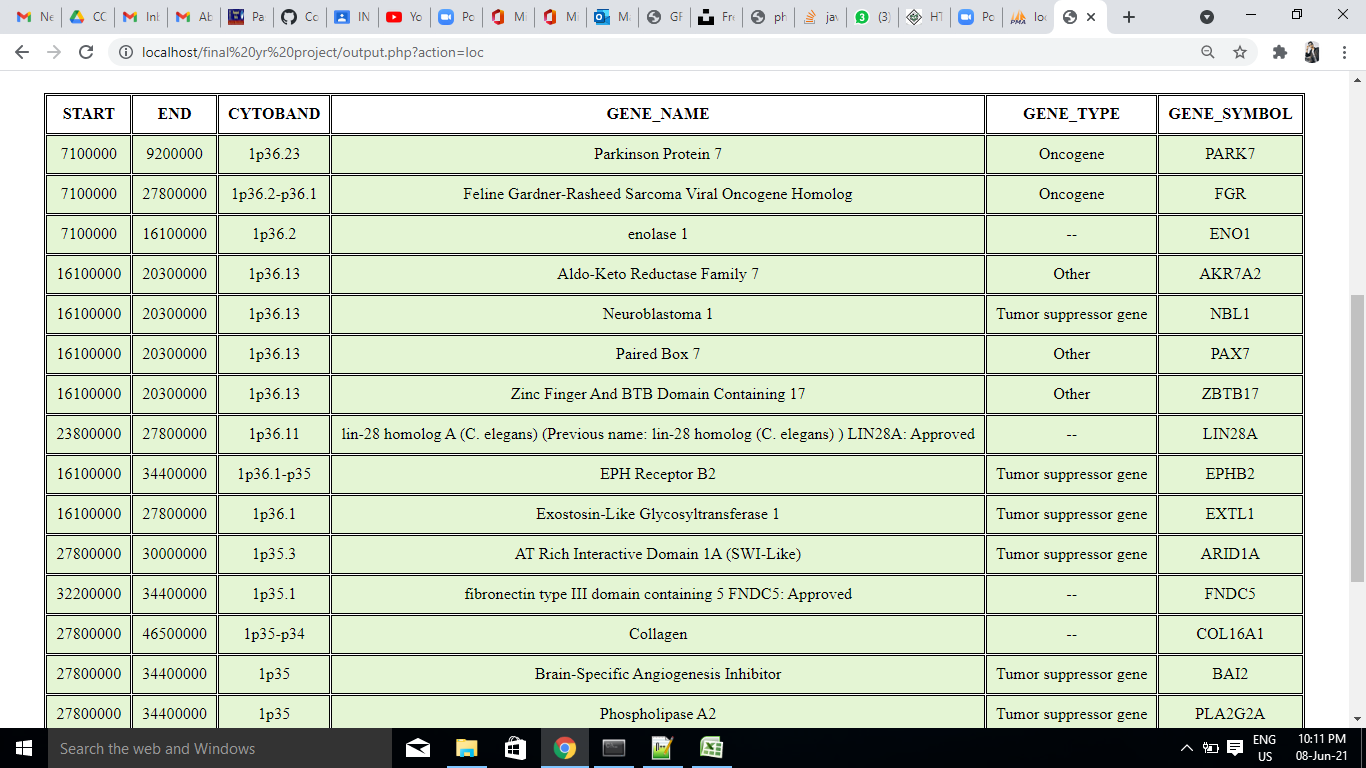 Ne
CC
Inl
Ab
Pa
Cc
IN
Yo
Pc
Mi
Mi
Ma
GF
Fre
ph
jav
3 (3)
HT
Pc
PMA loc
localhost/final%20yr%20project/output.php?action=loc
START END CYTOBAND GENE_NAME GENE_TYPE GENE_SYMBOL
7100000 9200000 1p36.23 Parkinson Protein 7 Oncogene PARK7
7100000 27800000 1p36.2-p36.1 Feline Gardner-Rasheed Sarcoma Viral Oncogene Homolog Oncogene FGR
7100000 16100000 1p36.2 enolase 1 -- ENO1
16100000 20300000 1p36.13 Aldo-Keto Reductase Family 7 Other AKR7A2
16100000 20300000 1p36.13 Neuroblastoma 1 Tumor suppressor gene NBL1
16100000 20300000 1p36.13 Paired Box 7 Other PAX7
16100000 20300000 1p36.13 Zinc Finger And BTB Domain Containing 17 Other ZBTB17
23800000 27800000 1p36.11 lin-28 homolog A (C. elegans) (Previous name: lin-28 homolog (C. elegans) ) LIN28A: Approved -- LIN28A
16100000 34400000 1p36.1-p35 EPH Receptor B2 Tumor suppressor gene EPHB2
16100000 27800000 1p36.1 Exostosin-Like Glycosyltransferase 1 Tumor suppressor gene EXTL1
27800000 30000000 1p35.3 AT Rich Interactive Domain 1A (SWI-Like) Tumor suppressor gene ARID1A
32200000 34400000 1p35.1 fibronectin type III domain containing 5 FNDC5: Approved -- FNDC5
27800000 46500000 1p35-p34 Collagen -- COL16A1
27800000 34400000 1p35 Brain-Specific Angiogenesis Inhibitor Tumor suppressor gene BAI2
27800000 34400000 1p35 Phospholipase A2 Tumor suppressor gene PLA2G2A
Search the web and Windows
ENG
US
10:11 PM
08-Jun-21